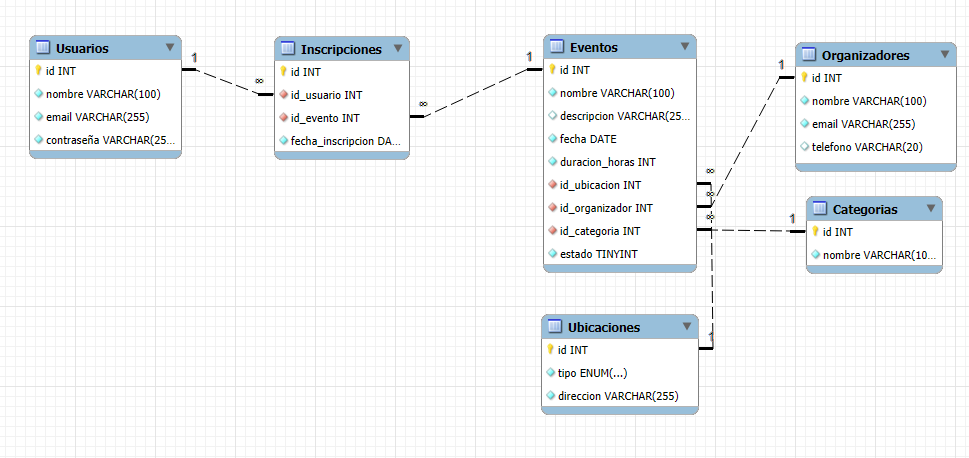 Usuarios
id INT
nombre VARCHAR(100)
email VARCHAR(255)
contraseña VARCHAR(25...
1
∞
Inscripciones
id INT
id_usuario INT
id_evento INT
fecha_inscripcion DA...
∞
1
Eventos
id INT
nombre VARCHAR(100)
descripcion VARCHAR(25...
fecha DATE
duracion_horas INT
id_ubicacion INT
id_organizador INT
id_categoria INT
estado TINYINT
∞
∞
∞
1
Organizadores
id INT
nombre VARCHAR(100)
email VARCHAR(255)
telefono VARCHAR(20)
1
Categorias
id INT
nombre VARCHAR(10...
Ubicaciones
id INT
tipo ENUM(...)
direccion VARCHAR(255)
1